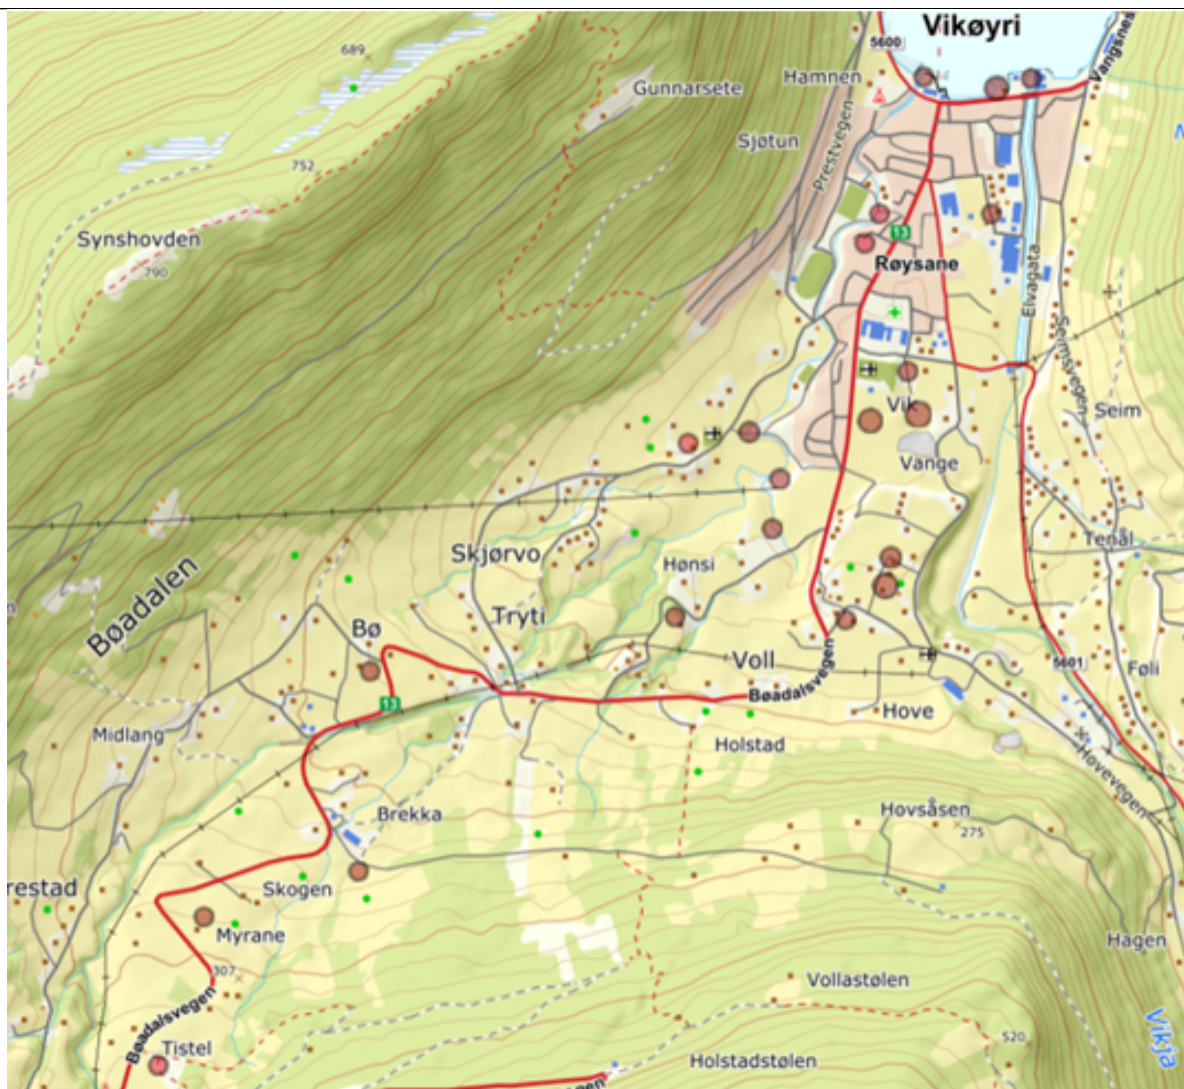 Vikøyri
5600
Vangsnes
689
Hamnen
Gunnarsete
Sjøtun
Prestvegen
752
13
Synshovden
Røysane
790
Elvagata
Seimsvegen
Vik
Seim
Vange
Skjørvo
Tenål
Hønsi
Bøadalen
Tryti
Bø
Voll
5601
Føli
Bøadalsvegen
13
Hove
Midlang
Holstad
Hovevegen
Brekka
Hovsåsen
275
restad
Skogen
Myrane
Hagen
307
Vollastølen
Bøadalsvegen
Vikja
520
Tistel
Holstadstølen